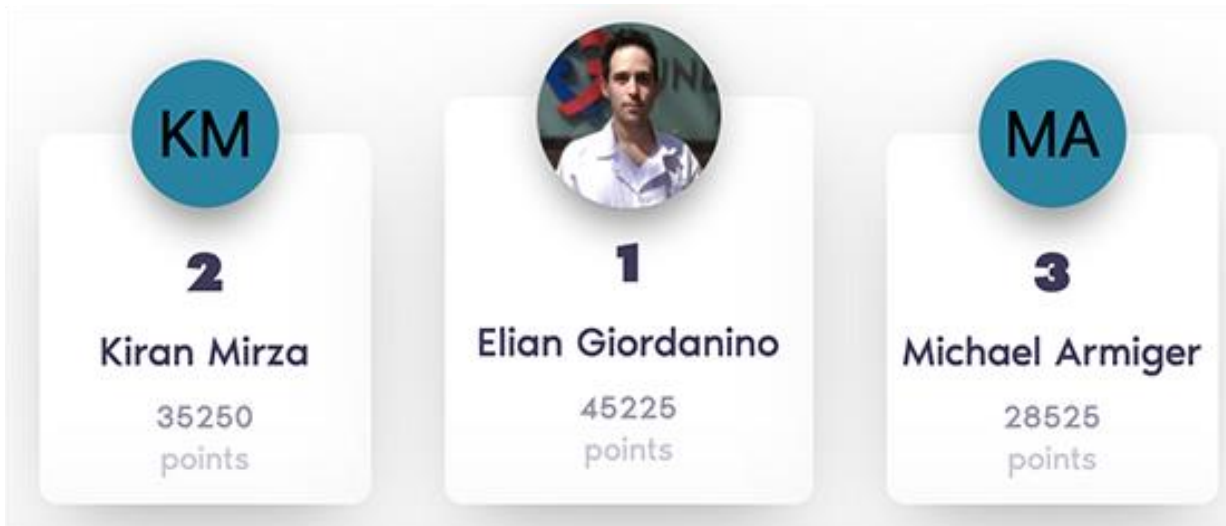 KM
2
Kiran Mirza
35250
points
1
Elian Giordanino
45225
points
MA
3
Michael Armiger
28525
points